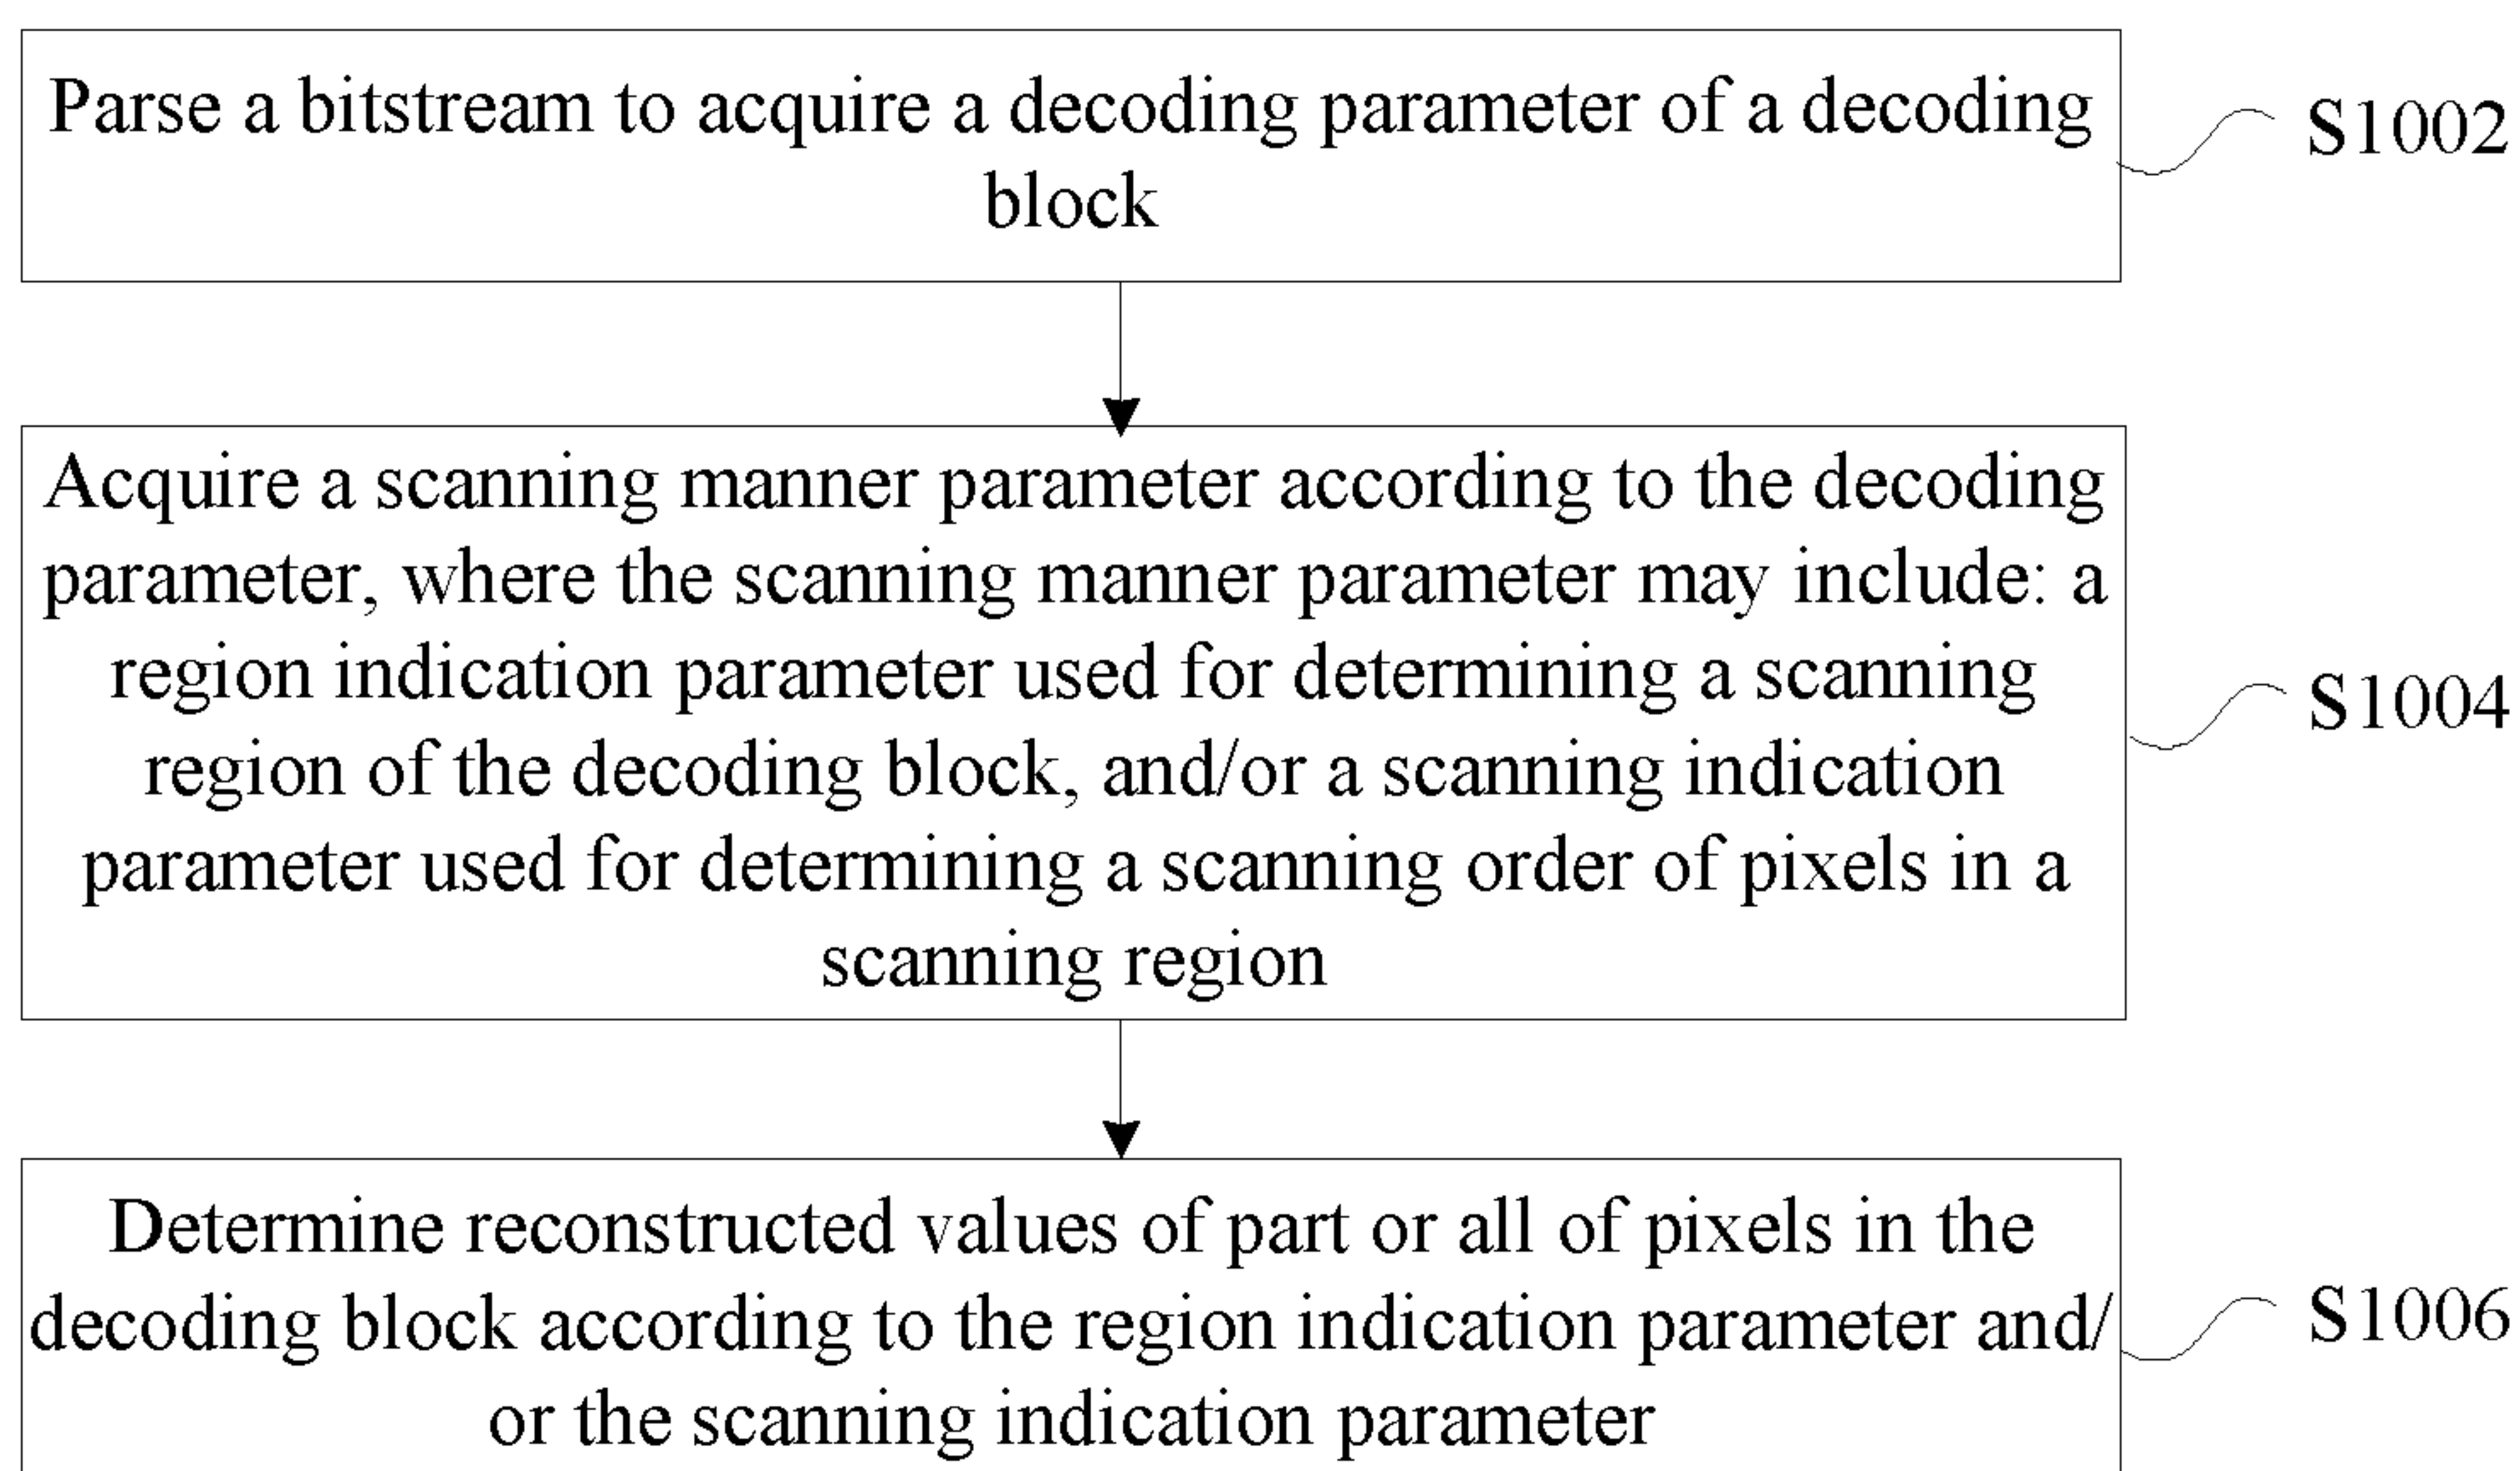 Parse a bitstream to acquire a decoding parameter of a decoding
block
S1002
Acquire a scanning manner parameter according to the decoding
parameter, where the scanning manner parameter may include: a
region indication parameter used for determining a scanning
region of the decoding block, and/or a scanning indication
parameter used for determining a scanning order of pixels in a
scanning region
S1004
Determine reconstructed values of part or all of pixels in the
decoding block according to the region indication parameter and/
or the scanning indication parameter
S1006